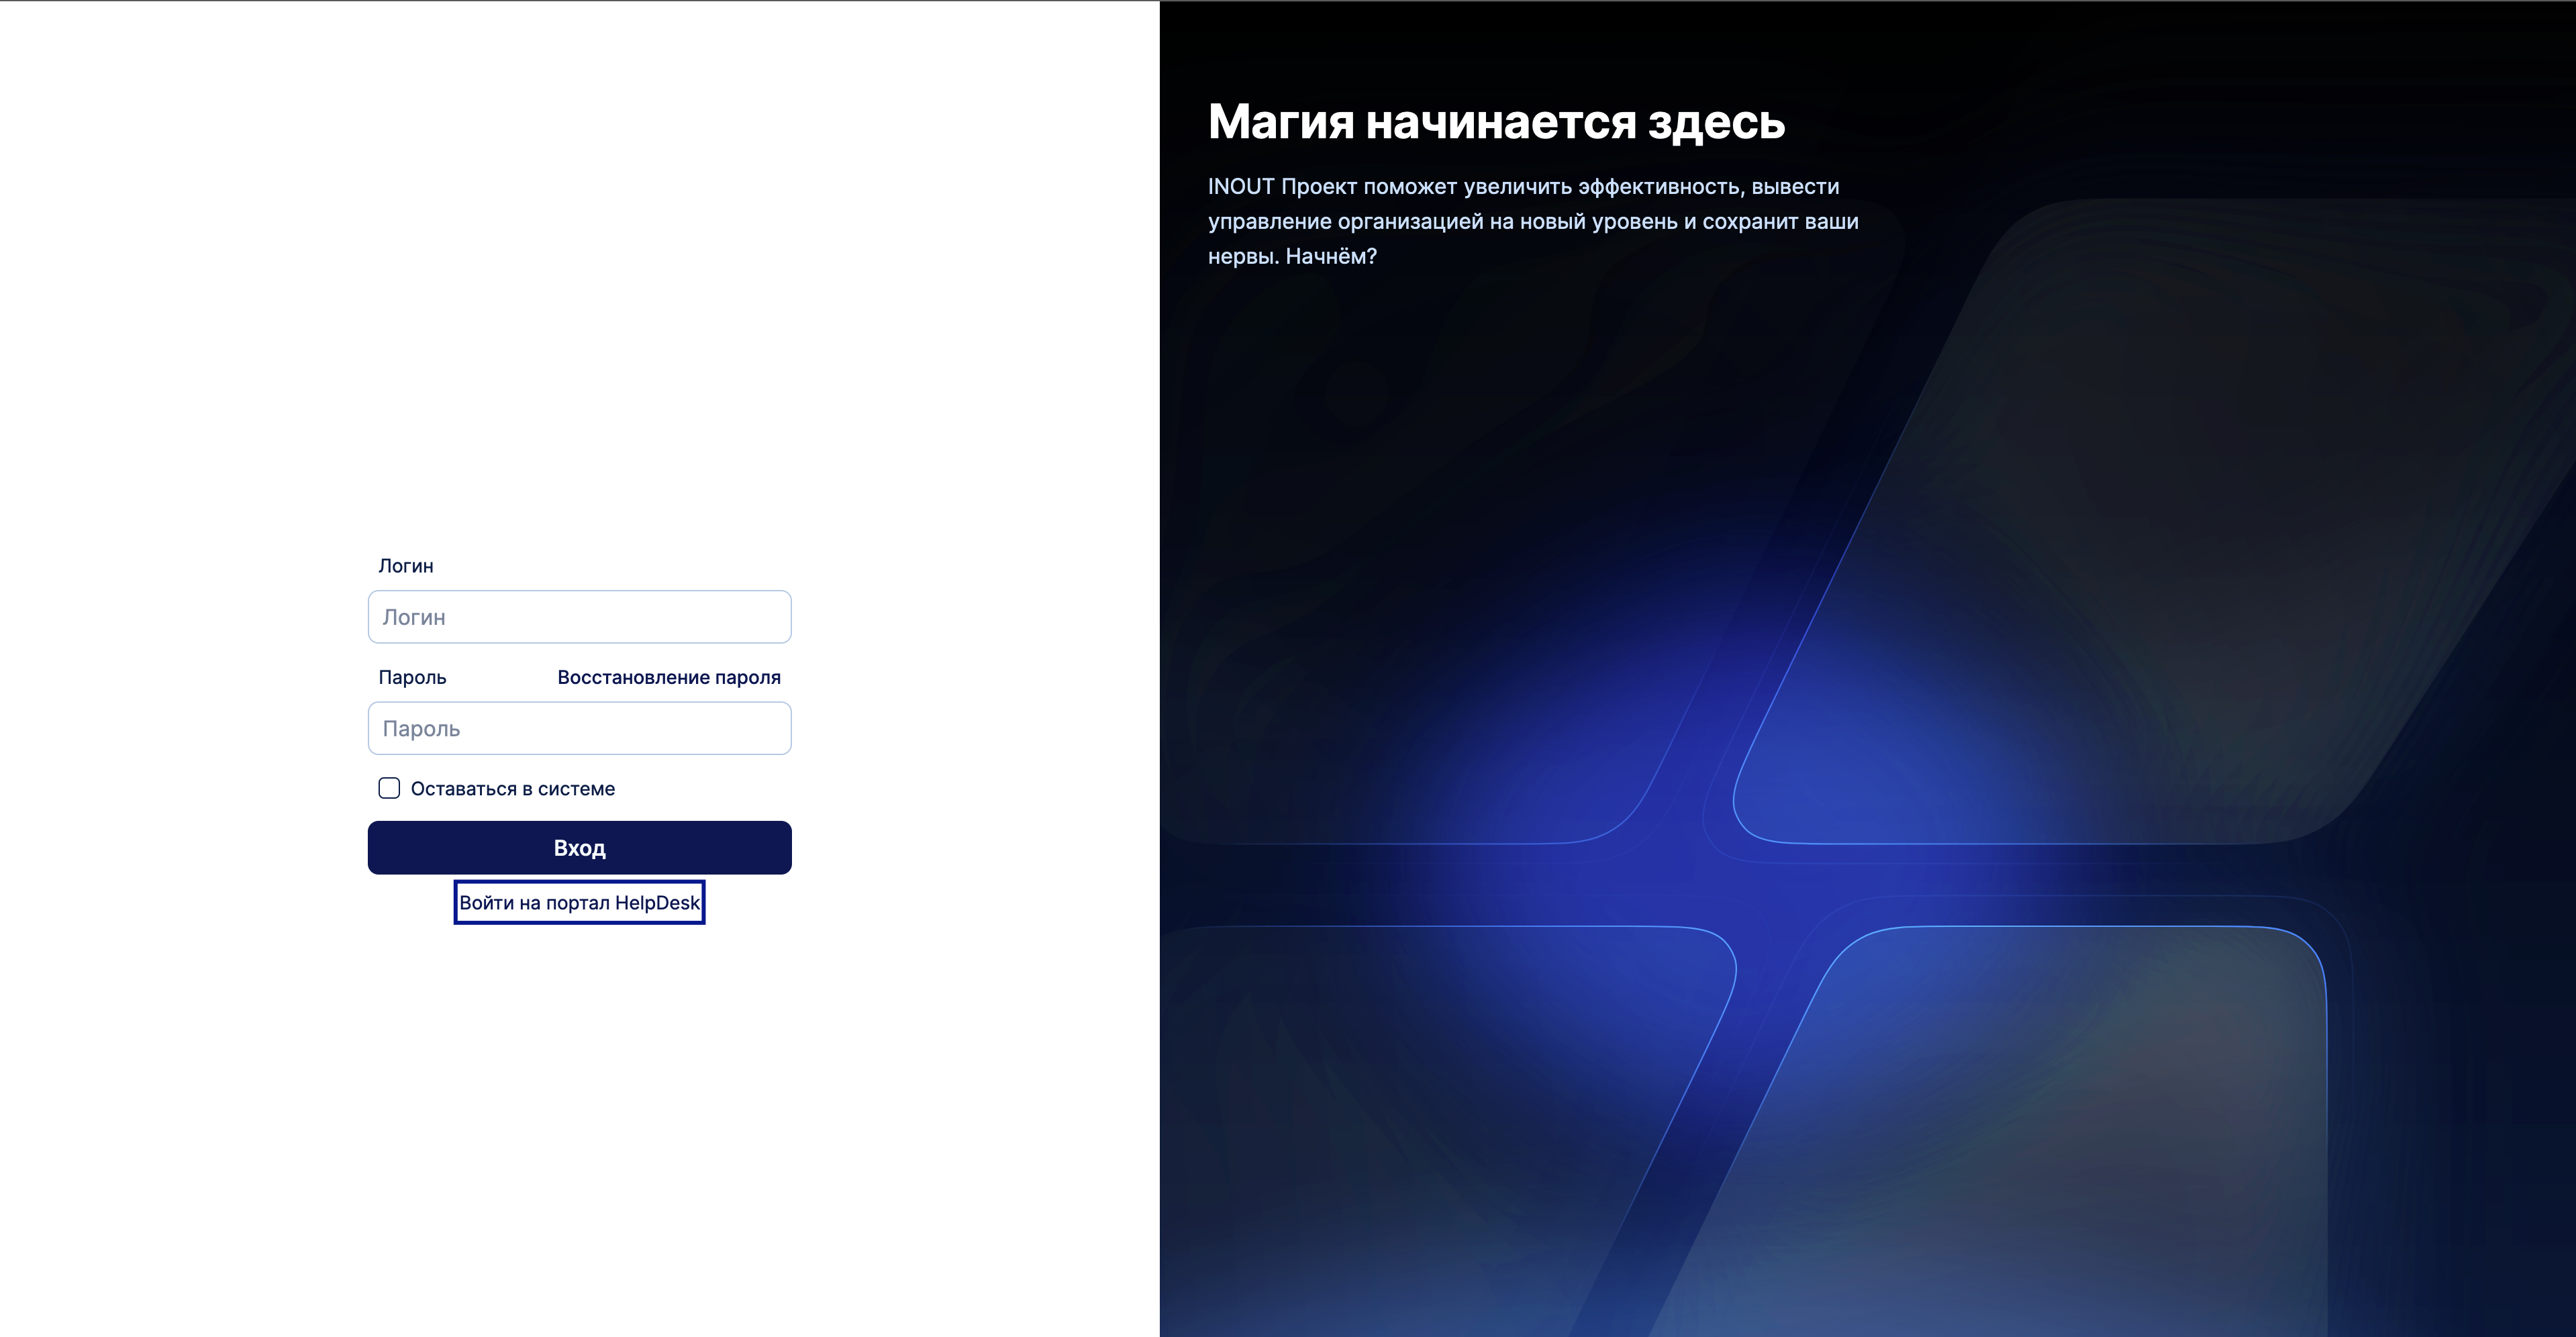 Логин
Логин
Пароль
Восстановление пароля
Пароль
Оставаться в системе
Вход
Войти на портал HelpDesk
Магия начинается здесь
INOUT Проект поможет увеличить эффективность, вывести
управление организацией на новый уровень и сохранит ваши
нервы. Начнём?